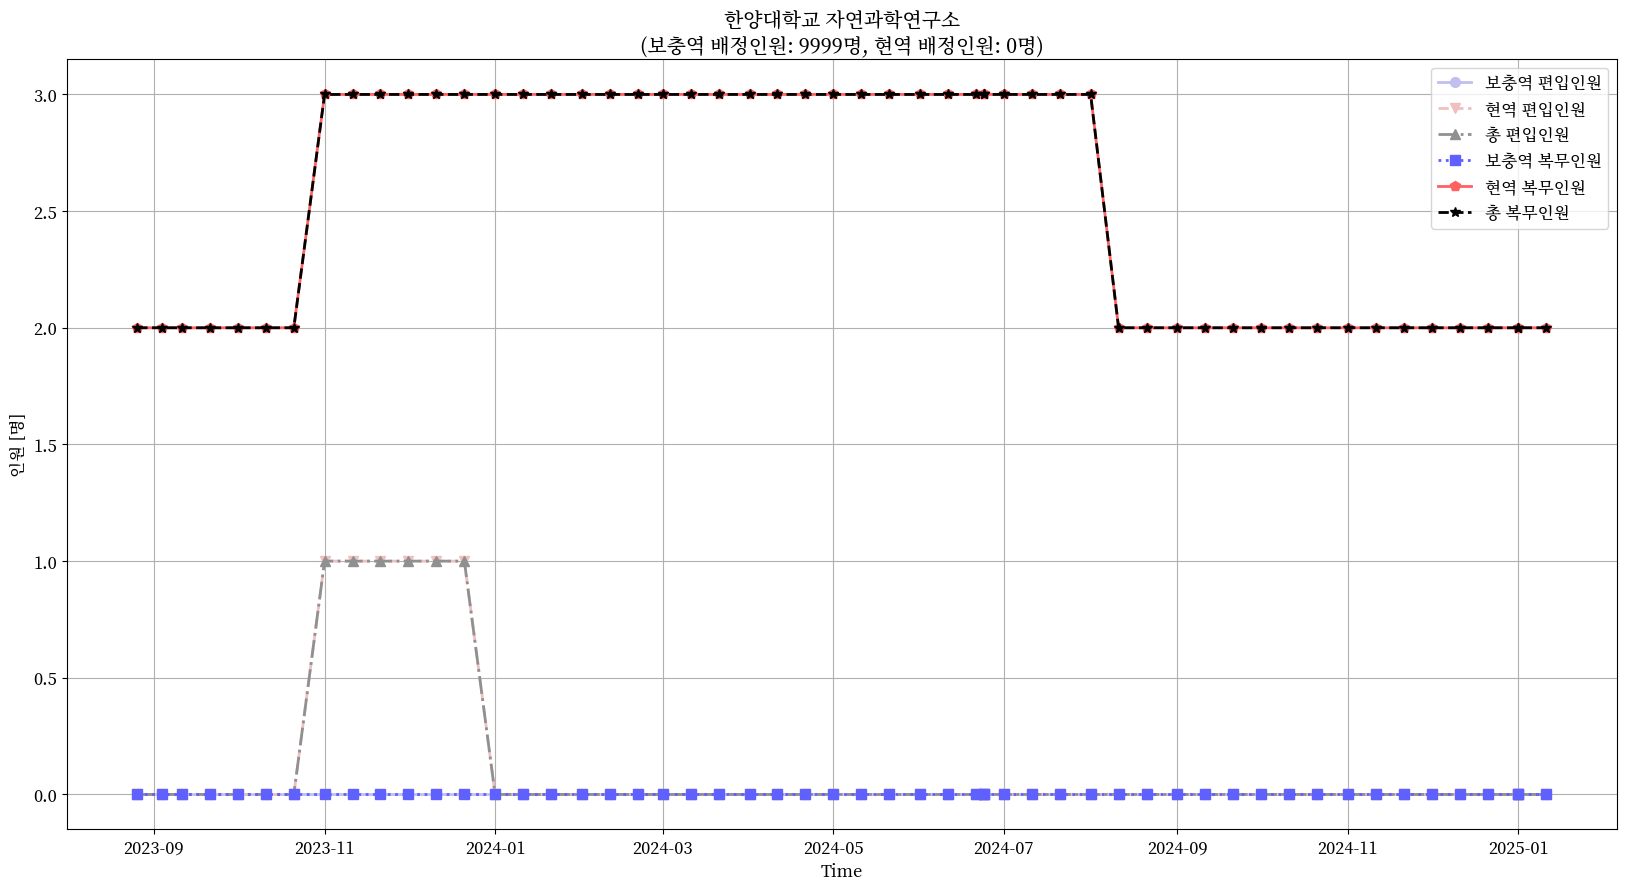 한양대학교 자연과학연구소
(보충역 배정인원: 9999명, 현역 배정인원: 0명)
보충역 편입인원
현역 편입인원
총 편입인원
보충역 복무인원
현역 복무인원
총 복무인원
인원 [명]
3.0
2.5
2.0
1.5
1.0
0.5
0.0
2023-09
2023-11
2024-01
2024-03
2024-05
2024-07
2024-09
2024-11
2025-01
Time